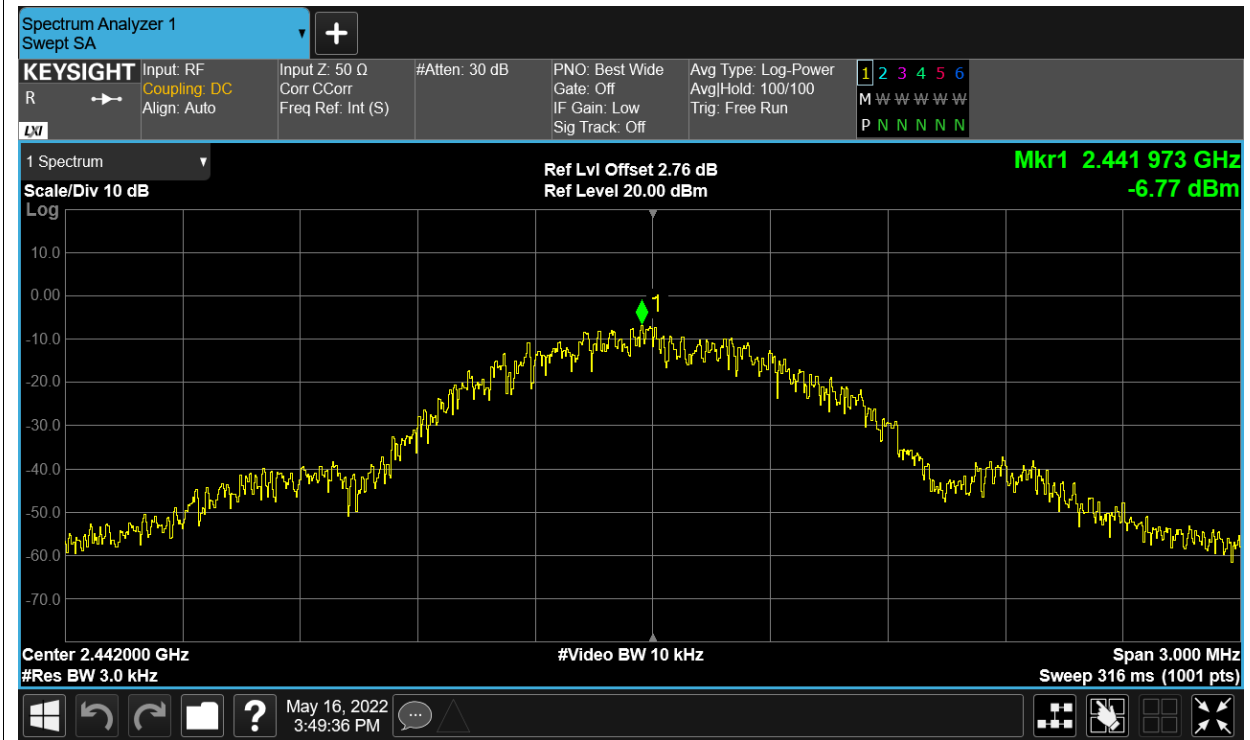 Spectrum Analyzer 1
Swept SA
+
KEYSIGHT
R
LXI
Input: RF
Coupling: DC
Align: Auto
Input Z: 50 Ω
Corr CCorr
Freq Ref: Int (S)
#Atten: 30 dB
PNO: Best Wide
Gate: Off
IF Gain: Low
Sig Track: Off
Avg Type: Log-Power
Avg|Hold: 100/100
Trig: Free Run
1 2 3 4 5 6
M W W W W W
P N N N N N
1 Spectrum
Scale/Div 10 dB
Log
Ref Lvl Offset 2.76 dB
Ref Level 20.00 dBm
Mkr1 2.441 973 GHz
-6.77 dBm
10.0
0.00
1
-10.0
-20.0
-30.0
-40.0
-50.0
-60.0
-70.0
Center 2.442000 GHz
#Video BW 10 kHz
Span 3.000 MHz
#Res BW 3.0 kHz
Sweep 316 ms (1001 pts)
?
May 16, 2022
3:49:36 PM